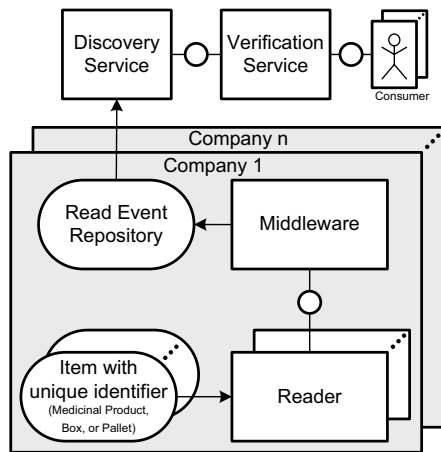 Discovery
Service
Verification
Service
Consumer
Company n
Company 1
Read Event
Repository
Middleware
Item with
unique identifier
(Medicinal Product,
Box, or Pallet)
Reader